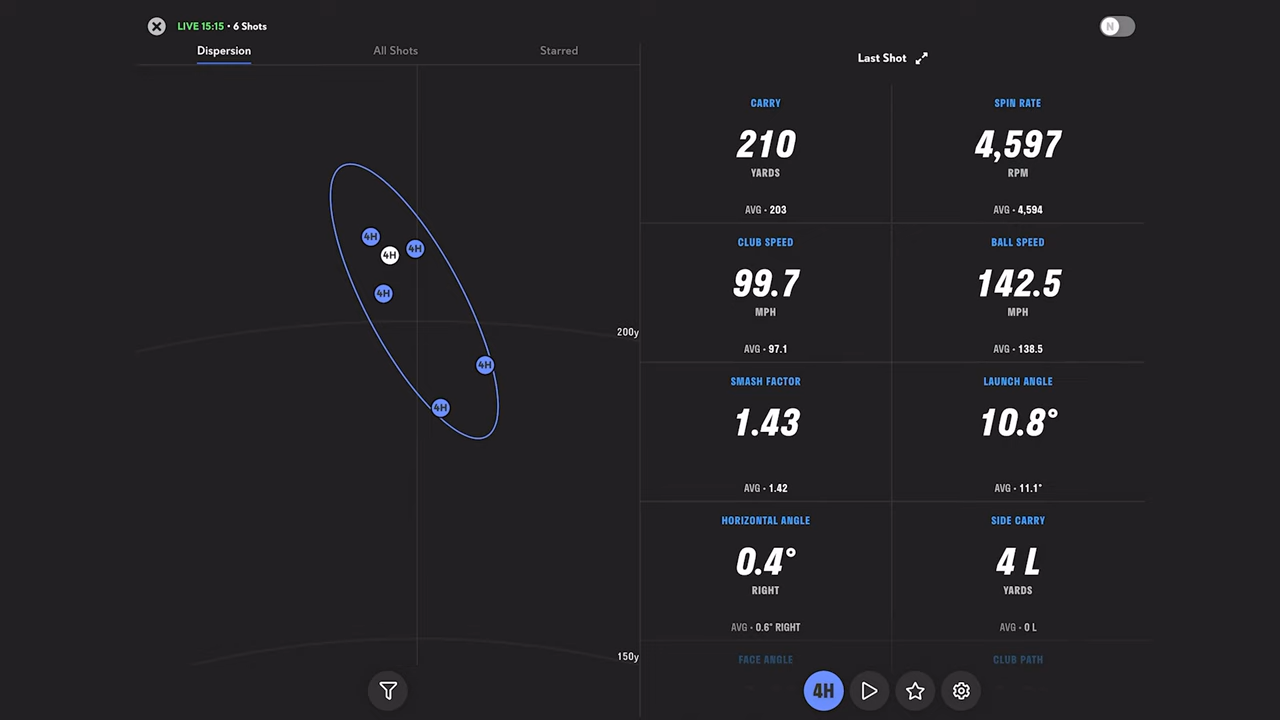 LIVE 15:15 • 6 Shots
N
Dispersion
All Shots
Starred
Last Shot
4H
4H
4H
4H
4H
4H
200y
150y
CARRY
210
YARDS
AVG • 203
SPIN RATE
4,597
RPM
AVG • 4,594
CLUB SPEED
99.7
MPH
AVG • 97.1
BALL SPEED
142.5
MPH
AVG • 138.5
SMASH FACTOR
1.43
AVG • 1.42
LAUNCH ANGLE
10.8°
AVG • 11.1°
HORIZONTAL ANGLE
0.4°
RIGHT
AVG • 0.6° RIGHT
SIDE CARRY
4 L
YARDS
AVG • 0 L
FACE ANGLE
CLUB PATH
4H